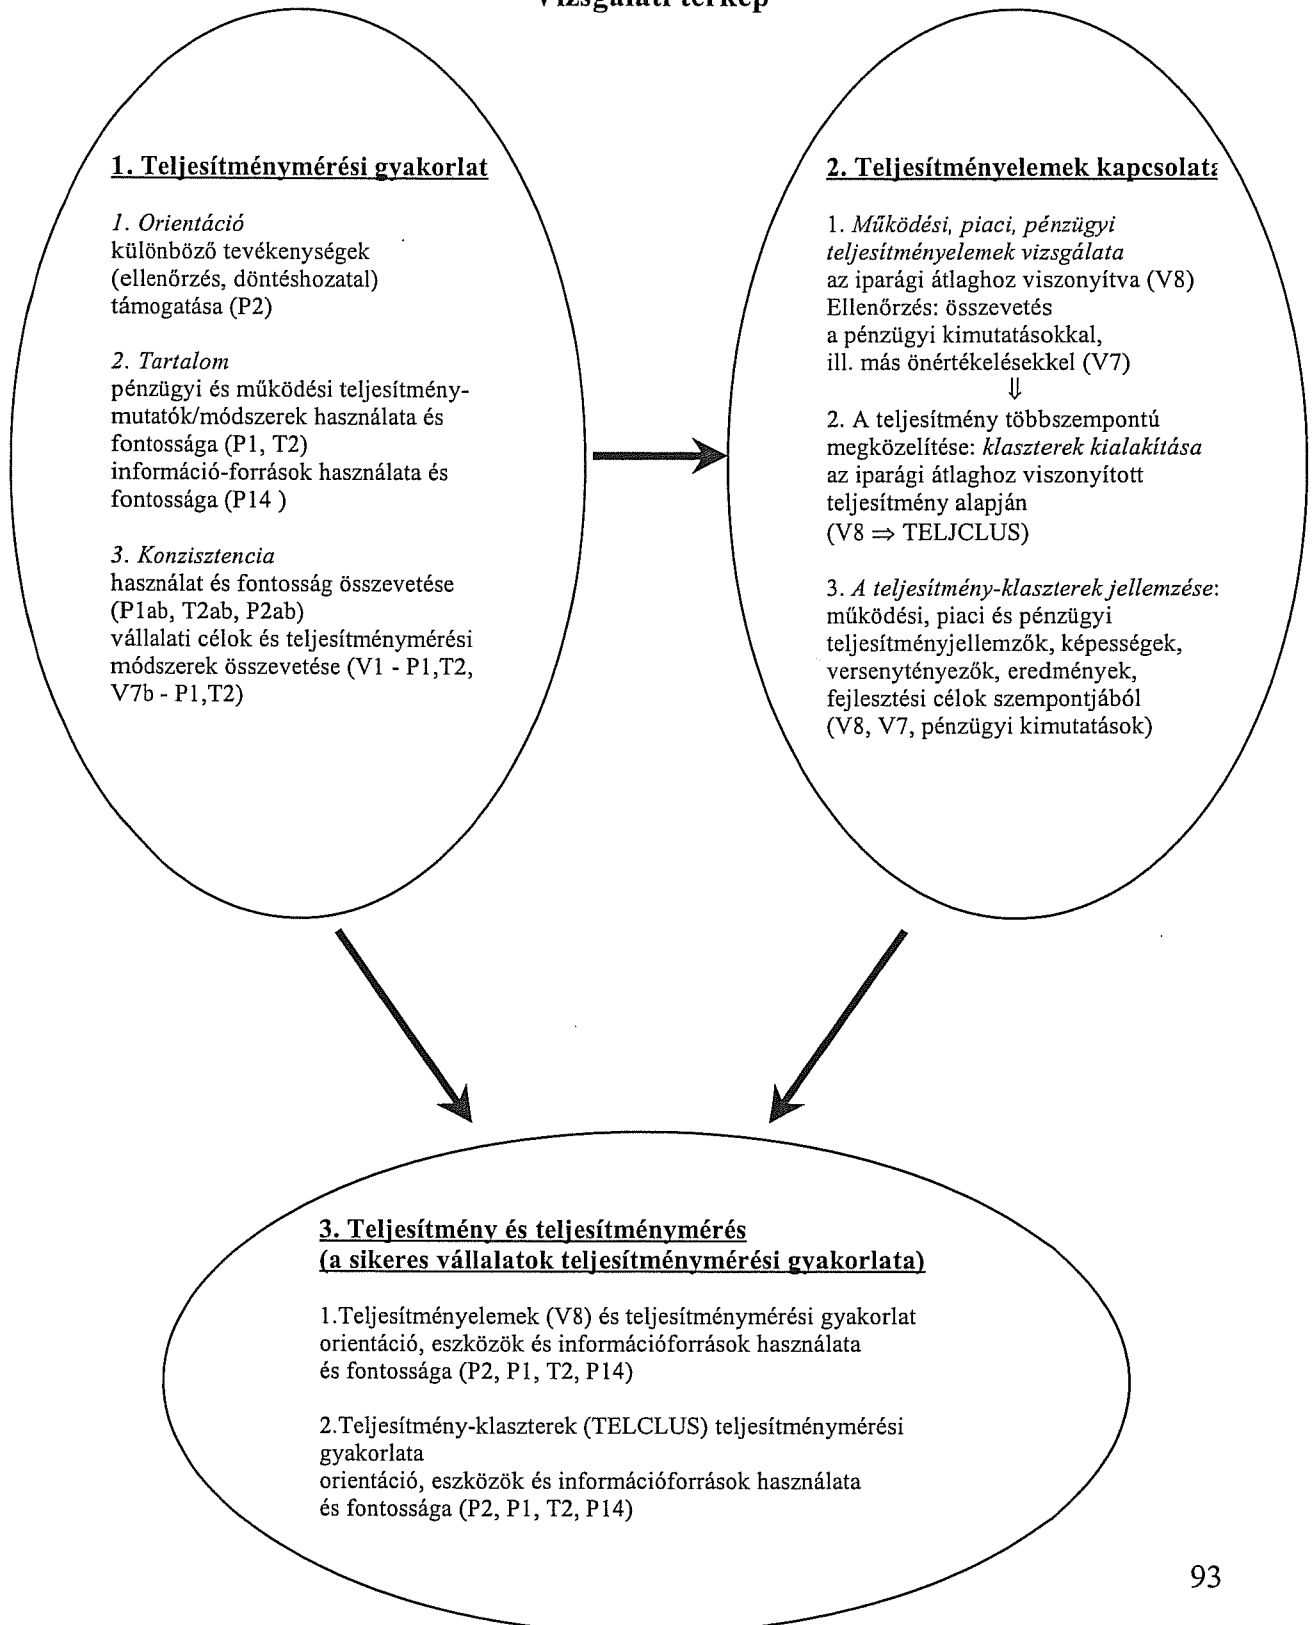 Vizsgálati térkép
1. Teljesítménymérési gyakorlat
1. Orientáció
különböző tevékenységek
(ellenőrzés, döntéshozatal)
támogatása (P2)
2. Tartalom
pénzügyi és működési teljesítmény-
mutatók/módszerek használata és
fontossága (P1, T2)
információ-források használata és
fontossága (P14 )
3. Konzisztencia
használat és fontosság összevetése
(P1ab, T2ab, P2ab)
vállalati célok és teljesítménymérési
módszerek összevetése (V1 - P1,T2,
V7b - P1,T2)
2. Teljesítményelemek kapcsolata
1. Működési, piaci, pénzügyi
teljesítményelemek vizsgálata
az iparági átlaghoz viszonyítva (V8)
Ellenőrzés: összevetés
a pénzügyi kimutatásokkal,
ill. más önértékelésekkel (V7)
⇓
2. A teljesítmény többszempontú
megközelítése: klaszterek kialakítása
az iparági átlaghoz viszonyított
teljesítmény alapján
(V8 ⇒ TELJCLUS)
3. A teljesítmény-klaszterek jellemzése:
működési, piaci és pénzügyi
teljesítményjellemzők, képességek,
versenytényezők, eredmények,
fejlesztési célok szempontjából
(V8, V7, pénzügyi kimutatások)
3. Teljesítmény és teljesítménymérés
(a sikeres vállalatok teljesítménymérési gyakorlata)
1.Teljesítményelemek (V8) és teljesítménymérési gyakorlat
orientáció, eszközök és információforrások használata
és fontossága (P2, P1, T2, P14)
2.Teljesítmény-klaszterek (TELCLUS) teljesítménymérési
gyakorlata
orientáció, eszközök és információforrások használata
és fontossága (P2, P1, T2, P14)
93